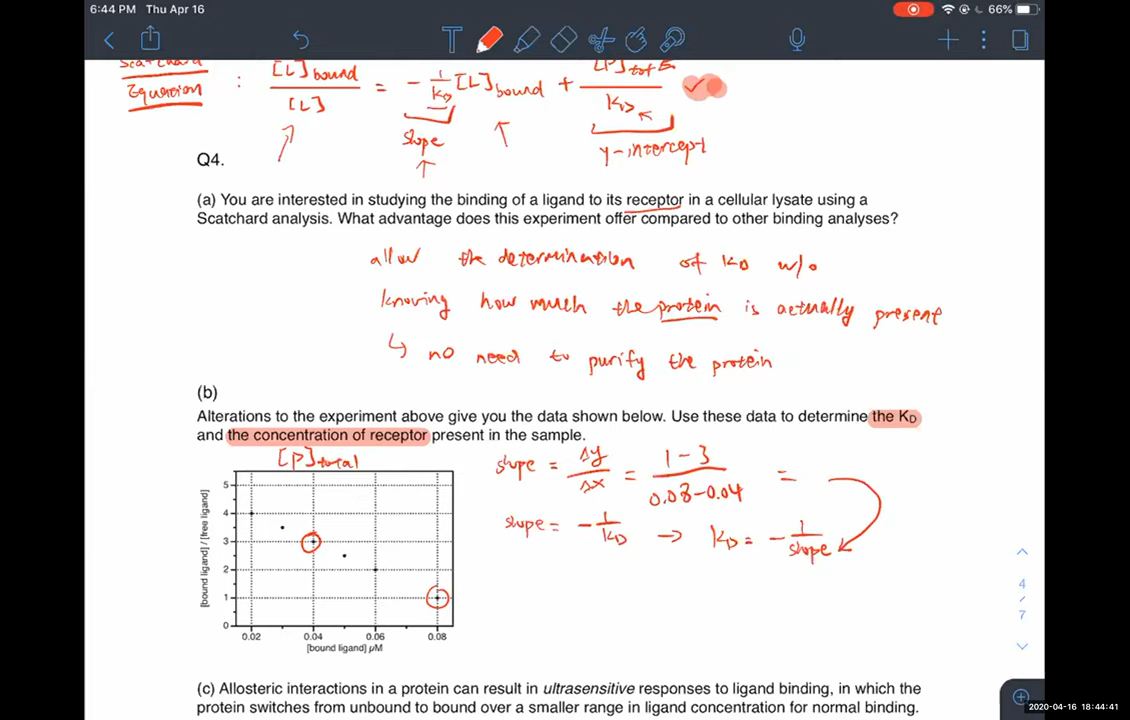 6:44 PM Thu Apr 16
66%
T
Scatchard
Equation : [L]bound / [L] = - 1/KD [L]bound + [P]total / KD
slope
y-intercept
Q4.
(a) You are interested in studying the binding of a ligand to its receptor in a cellular lysate using a
Scatchard analysis. What advantage does this experiment offer compared to other binding analyses?
allow the determination of KD w/o
knowing how much the protein is actually present
↳ no need to purify the protein
(b)
Alterations to the experiment above give you the data shown below. Use these data to determine the KD
and the concentration of receptor present in the sample.
[P]total
slope = Δy/Δx = 1-3 / 0.08-0.04 =
slope = - 1/KD → KD = - 1/slope
[bound ligand] / [free ligand]
5
4
3
2
1
0
0.02 0.04 0.06 0.08
[bound ligand] μM
4
/
7
(c) Allosteric interactions in a protein can result in ultrasensitive responses to ligand binding, in which the
protein switches from unbound to bound over a smaller range in ligand concentration for normal binding.
2020-04-16 18:44:41